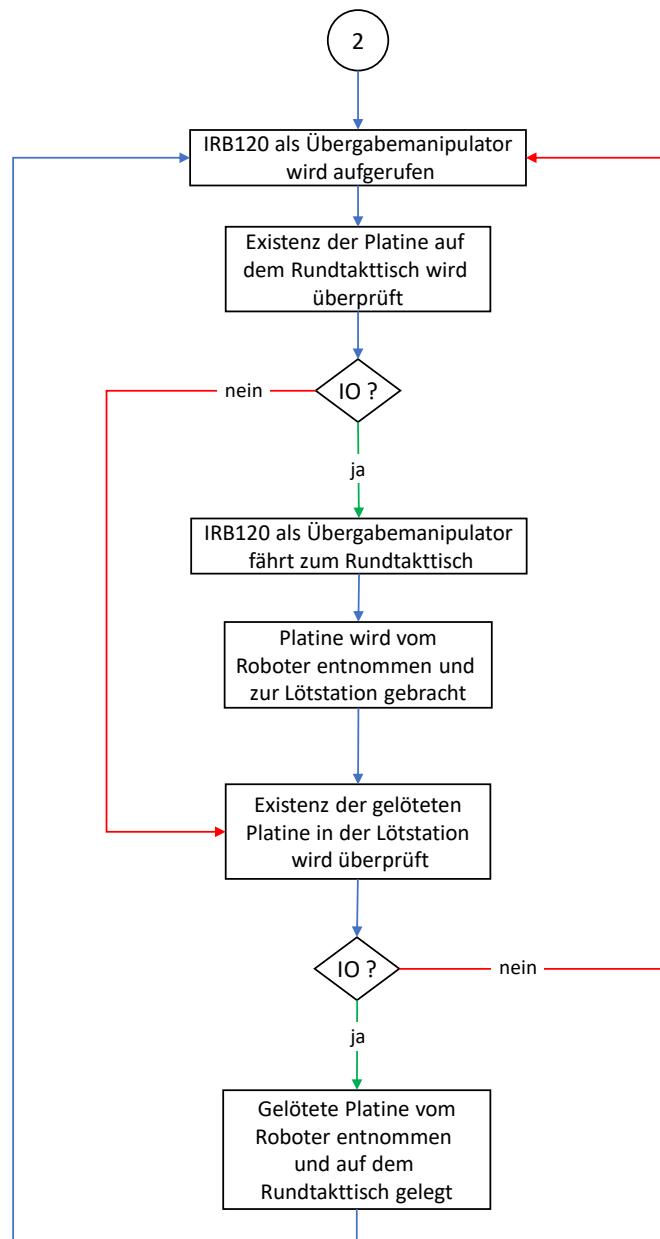 2
IRB120 als Übergabemanipulator
wird aufgerufen
Existenz der Platine auf
dem Rundtakttisch wird
überprüft
nein
IO ?
ja
IRB120 als Übergabemanipulator
fährt zum Rundtakttisch
Platine wird vom
Roboter entnommen und
zur Lötstation gebracht
Existenz der gelöteten
Platine in der Lötstation
wird überprüft
IO ?
nein
ja
Gelötete Platine vom
Roboter entnommen
und auf dem
Rundtakttisch gelegt